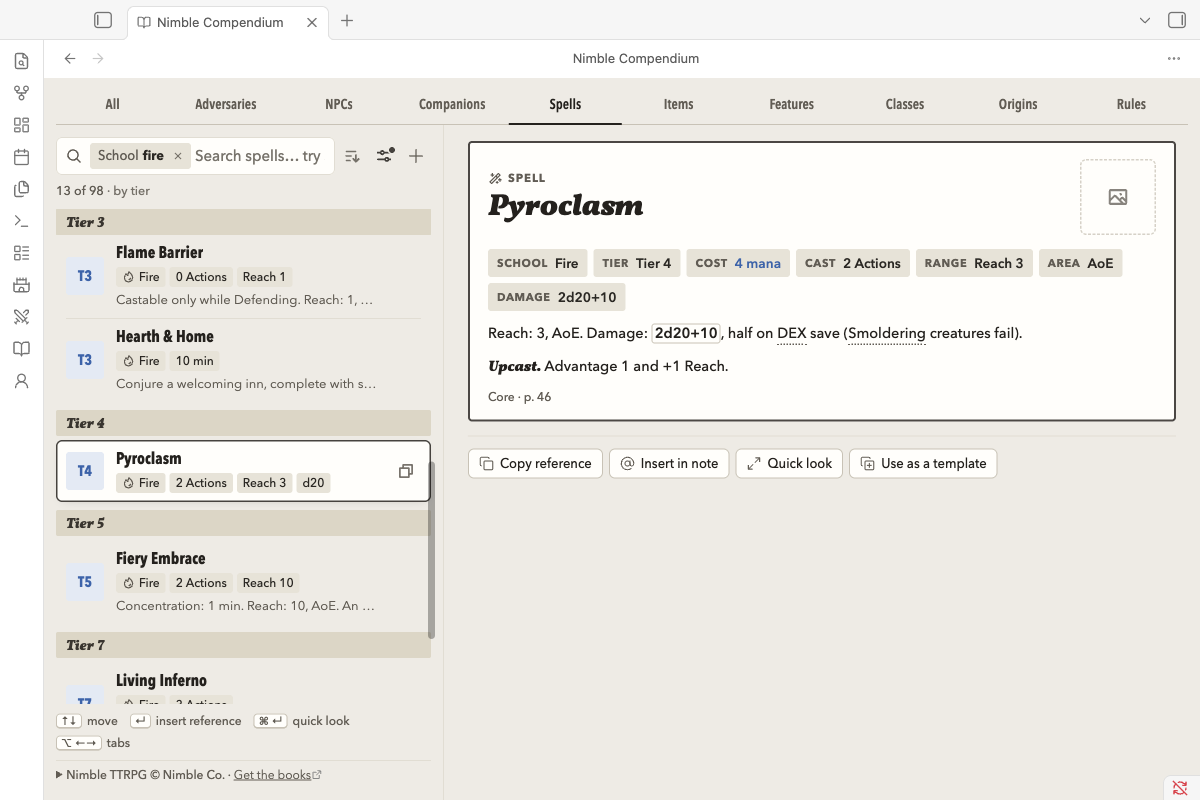 Nimble Compendium
Nimble Compendium
All Adversaries NPCs Companions Spells Items Features Classes Origins Rules
School fire × Search spells… try
13 of 98 · by tier
Tier 3
T3
Flame Barrier
Fire 0 Actions Reach 1
Castable only while Defending. Reach: 1, …
T3
Hearth & Home
Fire 10 min
Conjure a welcoming inn, complete with s…
Tier 4
T4
Pyroclasm
Fire 2 Actions Reach 3 d20
Tier 5
T5
Fiery Embrace
Fire 2 Actions Reach 10
Concentration: 1 min. Reach: 10, AoE. An …
Tier 7
T7
Living Inferno
Fire 3 Actions
↑↓ move ↵ insert reference ⌘ ↵ quick look
⌥ ←→ tabs
Nimble TTRPG © Nimble Co. · Get the books
SPELL
Pyroclasm
SCHOOL Fire TIER Tier 4 COST 4 mana CAST 2 Actions RANGE Reach 3 AREA AoE
DAMAGE 2d20+10
Reach: 3, AoE. Damage: 2d20+10, half on DEX save (Smoldering creatures fail).
Upcast. Advantage 1 and +1 Reach.
Core · p. 46
Copy reference Insert in note Quick look Use as a template